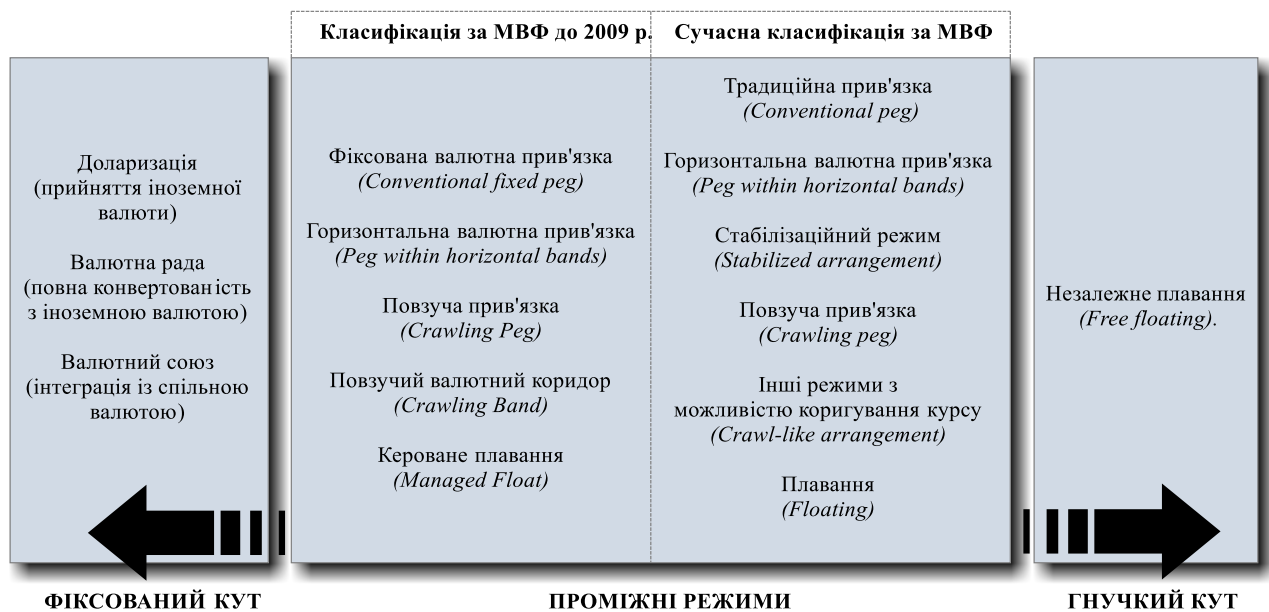 Класифікація за МВФ до 2009 р.
Сучасна класифікація за МВФ
Доларизація
(прийняття іноземної
валюти)
Валютна рада
(повна конвертованість
з іноземною валютою)
Валютний союз
(інтеграція із спільною
валютою)
Фіксована валютна прив'язка
(Conventional fixed peg)
Горизонтальна валютна прив'язка
(Peg within horizontal bands)
Повзуча прив'язка
(Crawling Peg)
Повзучий валютний коридор
(Crawling Band)
Кероване плавання
(Managed Float)
Традиційна прив'язка
(Conventional peg)
Горизонтальна валютна прив'язка
(Peg within horizontal bands)
Стабілізаційний режим
(Stabilized arrangement)
Повзуча прив'язка
(Crawling peg)
Інші режими з
можливістю коригування курсу
(Crawl-like arrangement)
Плавання
(Floating)
Незалежне плавання
(Free floating).
ФІКСОВАНИЙ КУТ
ПРОМІЖНІ РЕЖИМИ
ГНУЧКИЙ КУТ